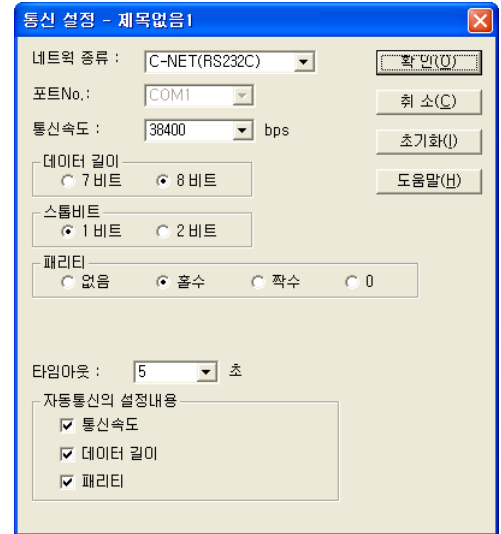 통신 설정 - 제목없음1
네트웍 종류 : C-NET(RS232C) 확 인(O)
포트No.: COM1 취 소(C)
통신속도 : 38400 bps 초기화(I)
데이터 길이 도움말(H)
7 비트 8 비트
스톱비트
1 비트 2 비트
패리티
없음 홀수 짝수 0
타임아웃 : 5 초
자동통신의 설정내용
통신속도
데이터 길이
패리티